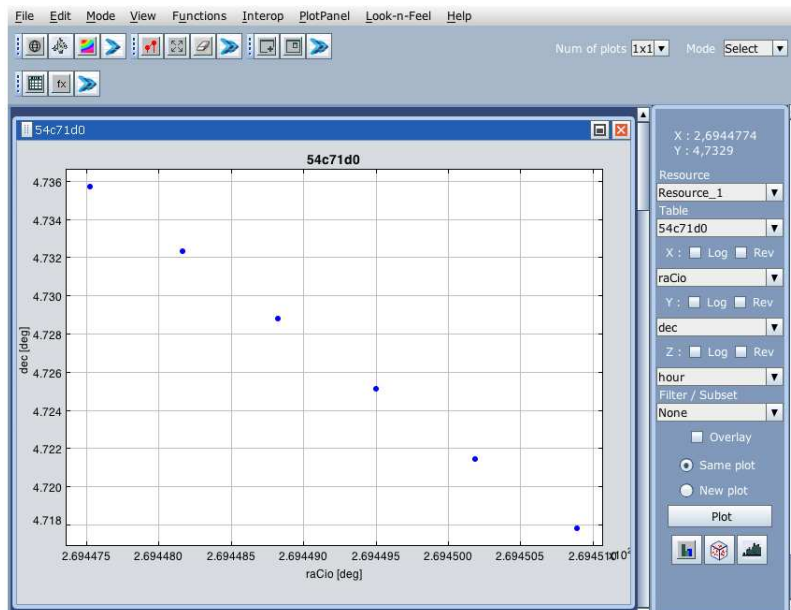 File Edit Mode View Functions Interop PlotPanel Look-n-Feel Help
Num of plots 1x1 Mode Select
fx
54c71d0
54c71d0
4.736
4.734
4.732
4.730
4.728
4.726
4.724
4.722
4.720
4.718
dec [deg]
2.694475 2.694480 2.694485 2.694490 2.694495 2.694500 2.694505
raCio [deg]
X : 2,6944774
Y : 4,7329
Resource
Resource_1
Table
54c71d0
X : Log Rev
raCio
Y : Log Rev
dec
Z : Log Rev
hour
Filter / Subset
None
Overlay
Same plot
New plot
Plot